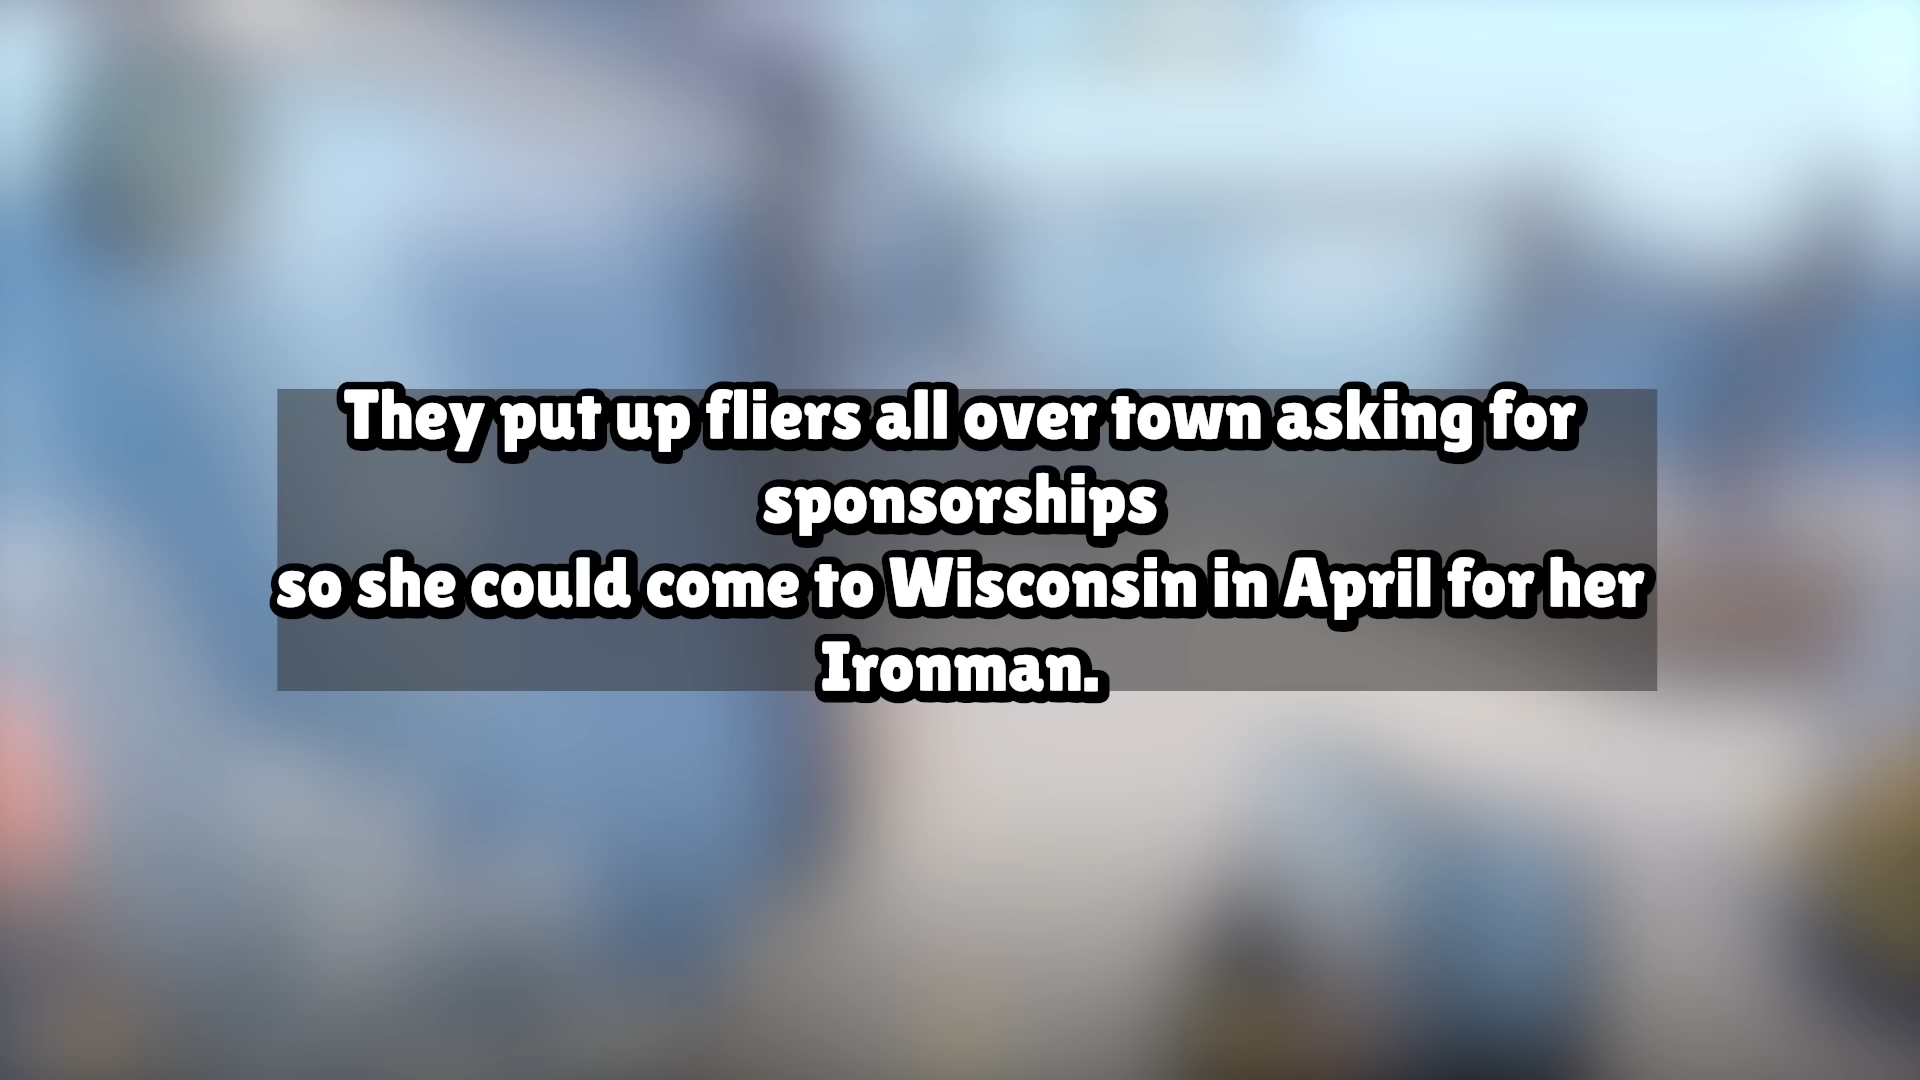 They put up fliers all over town asking for
sponsorships
so she could come to Wisconsin in April for her
Ironman.